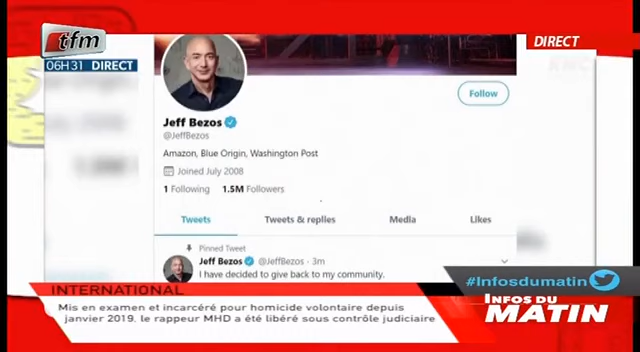 tfm
06H31 DIRECT
DIRECT
Follow
Jeff Bezos
@JeffBezos
Amazon, Blue Origin, Washington Post
Joined July 2008
1 Following 1.5M Followers
Tweets Tweets & replies Media Likes
Pinned Tweet
Jeff Bezos @JeffBezos · 3m
I have decided to give back to my community.
#Infosdumatin
INTERNATIONAL
Mis en examen et incarcéré pour homicide volontaire depuis
janvier 2019, le rappeur MHD a été libéré sous contrôle judiciaire
INFOS DU
MATIN